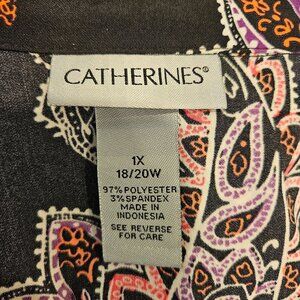 CATHERINES®
1X
18/20W
97% POLYESTER
3% SPANDEX
MADE IN
INDONESIA
SEE REVERSE
FOR CARE